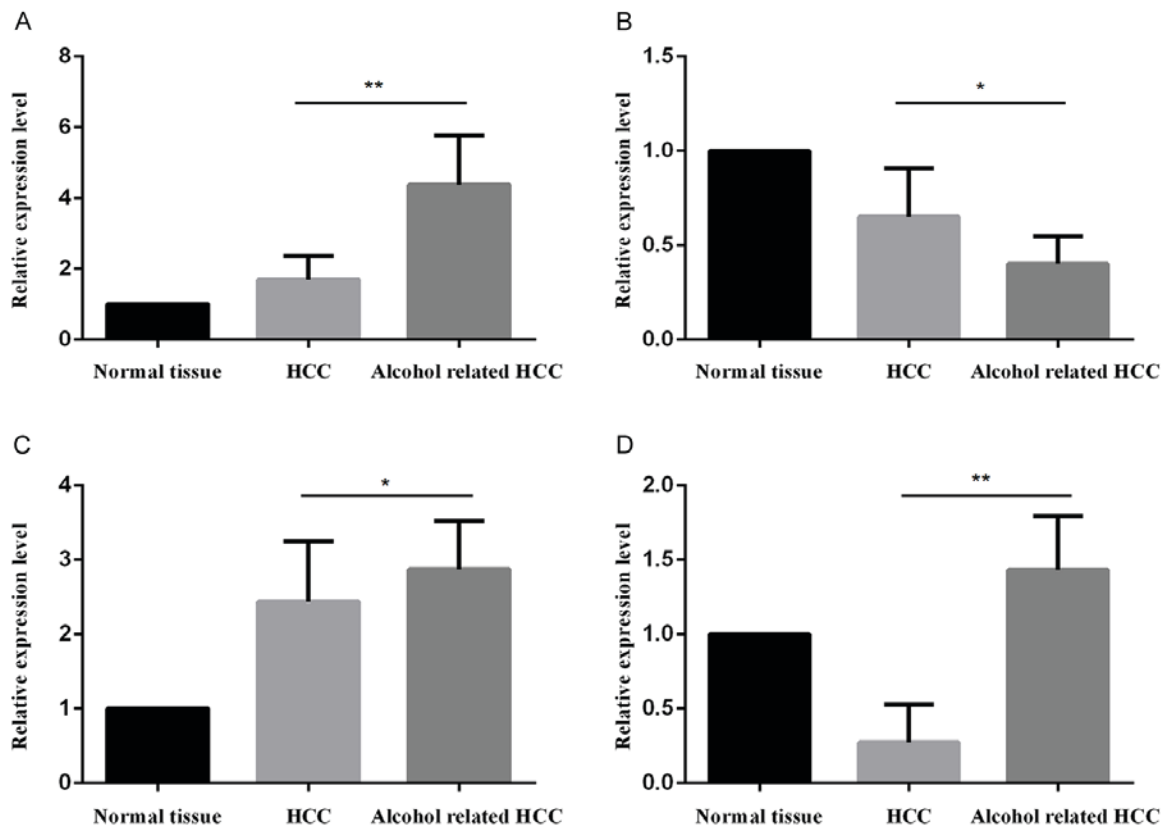 A
Relative expression level
8
6
4
2
0
**
Normal tissue
HCC
Alcohol related HCC
B
Relative expression level
1.5
1.0
0.5
0.0
*
Normal tissue
HCC
Alcohol related HCC
C
Relative expression level
4
3
2
1
0
*
Normal tissue
HCC
Alcohol related HCC
D
Relative expression level
2.0
1.5
1.0
0.5
0.0
**
Normal tissue
HCC
Alcohol related HCC